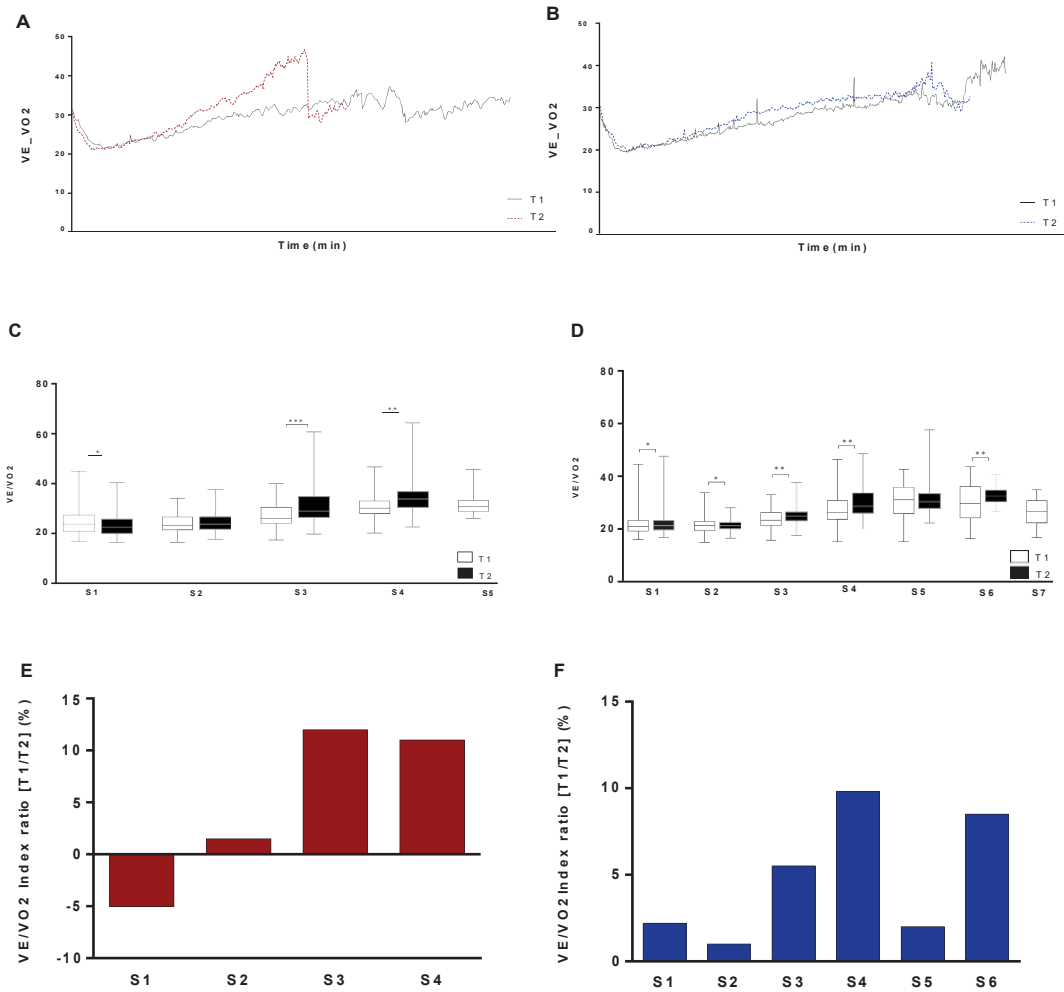 A
VE_VO2
50
40
30
20
10
0
Time (min)
T1
T2
B
VE_VO2
50
40
30
20
10
0
Time (min)
T1
T2
C
VE/VO2
80
60
40
20
0
*
***
**
S1
S2
S3
S4
S5
T1
T2
D
VE/VO2
80
60
40
20
0
*
*
**
**
**
S1
S2
S3
S4
S5
S6
S7
T1
T2
E
VE/VO2 Index ratio [T1/T2] (%)
15
10
5
0
-5
-10
S1
S2
S3
S4
F
VE/VO2 Index ratio [T1/T2] (%)
15
10
5
0
S1
S2
S3
S4
S5
S6